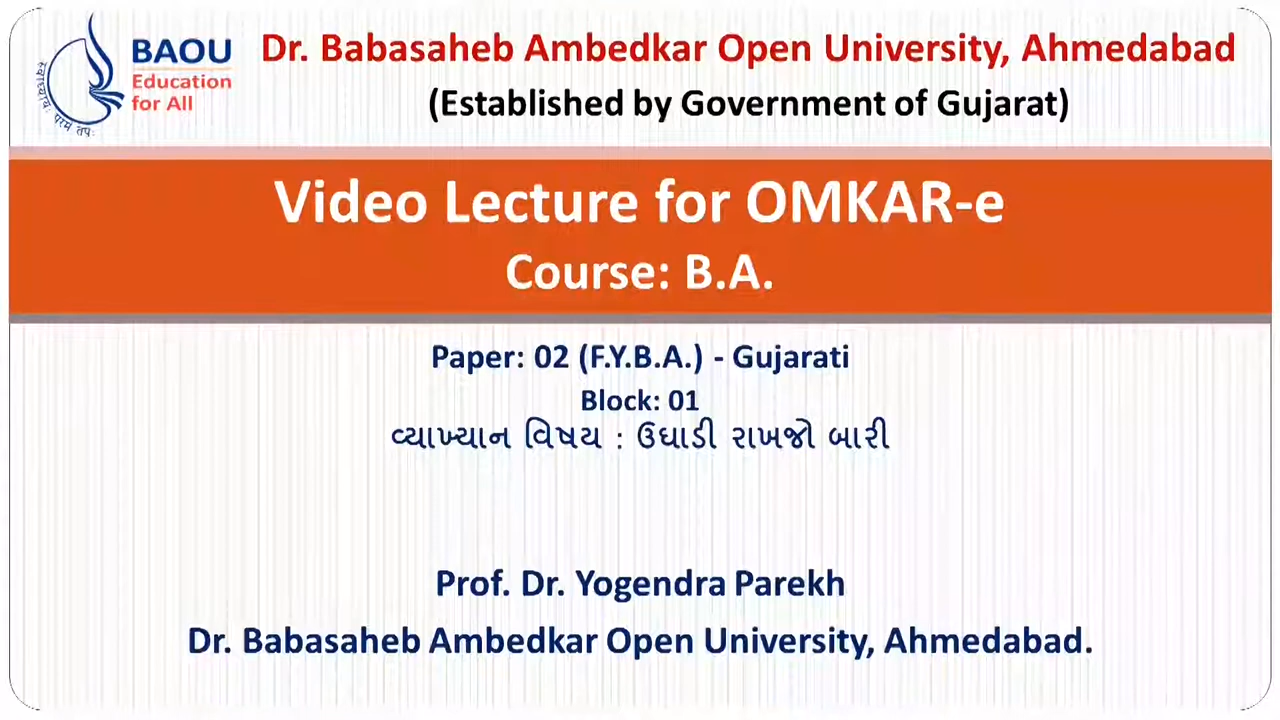 BAOU
Education
for All
स्वाध्यायः परमं तपः
Dr. Babasaheb Ambedkar Open University, Ahmedabad
(Established by Government of Gujarat)
Video Lecture for OMKAR-e
Course: B.A.
Paper: 02 (F.Y.B.A.) - Gujarati
Block: 01
વ્યાખ્યાન વિષય : ઉઘાડી રાખજો બારી
Prof. Dr. Yogendra Parekh
Dr. Babasaheb Ambedkar Open University, Ahmedabad.